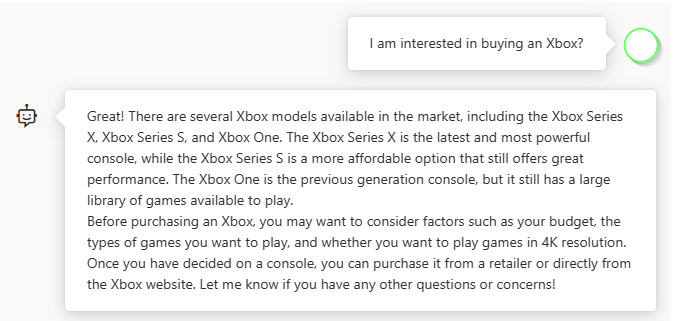 I am interested in buying an Xbox?
Great! There are several Xbox models available in the market, including the Xbox Series
X, Xbox Series S, and Xbox One. The Xbox Series X is the latest and most powerful
console, while the Xbox Series S is a more affordable option that still offers great
performance. The Xbox One is the previous generation console, but it still has a large
library of games available to play.
Before purchasing an Xbox, you may want to consider factors such as your budget, the
types of games you want to play, and whether you want to play games in 4K resolution.
Once you have decided on a console, you can purchase it from a retailer or directly from
the Xbox website. Let me know if you have any other questions or concerns!